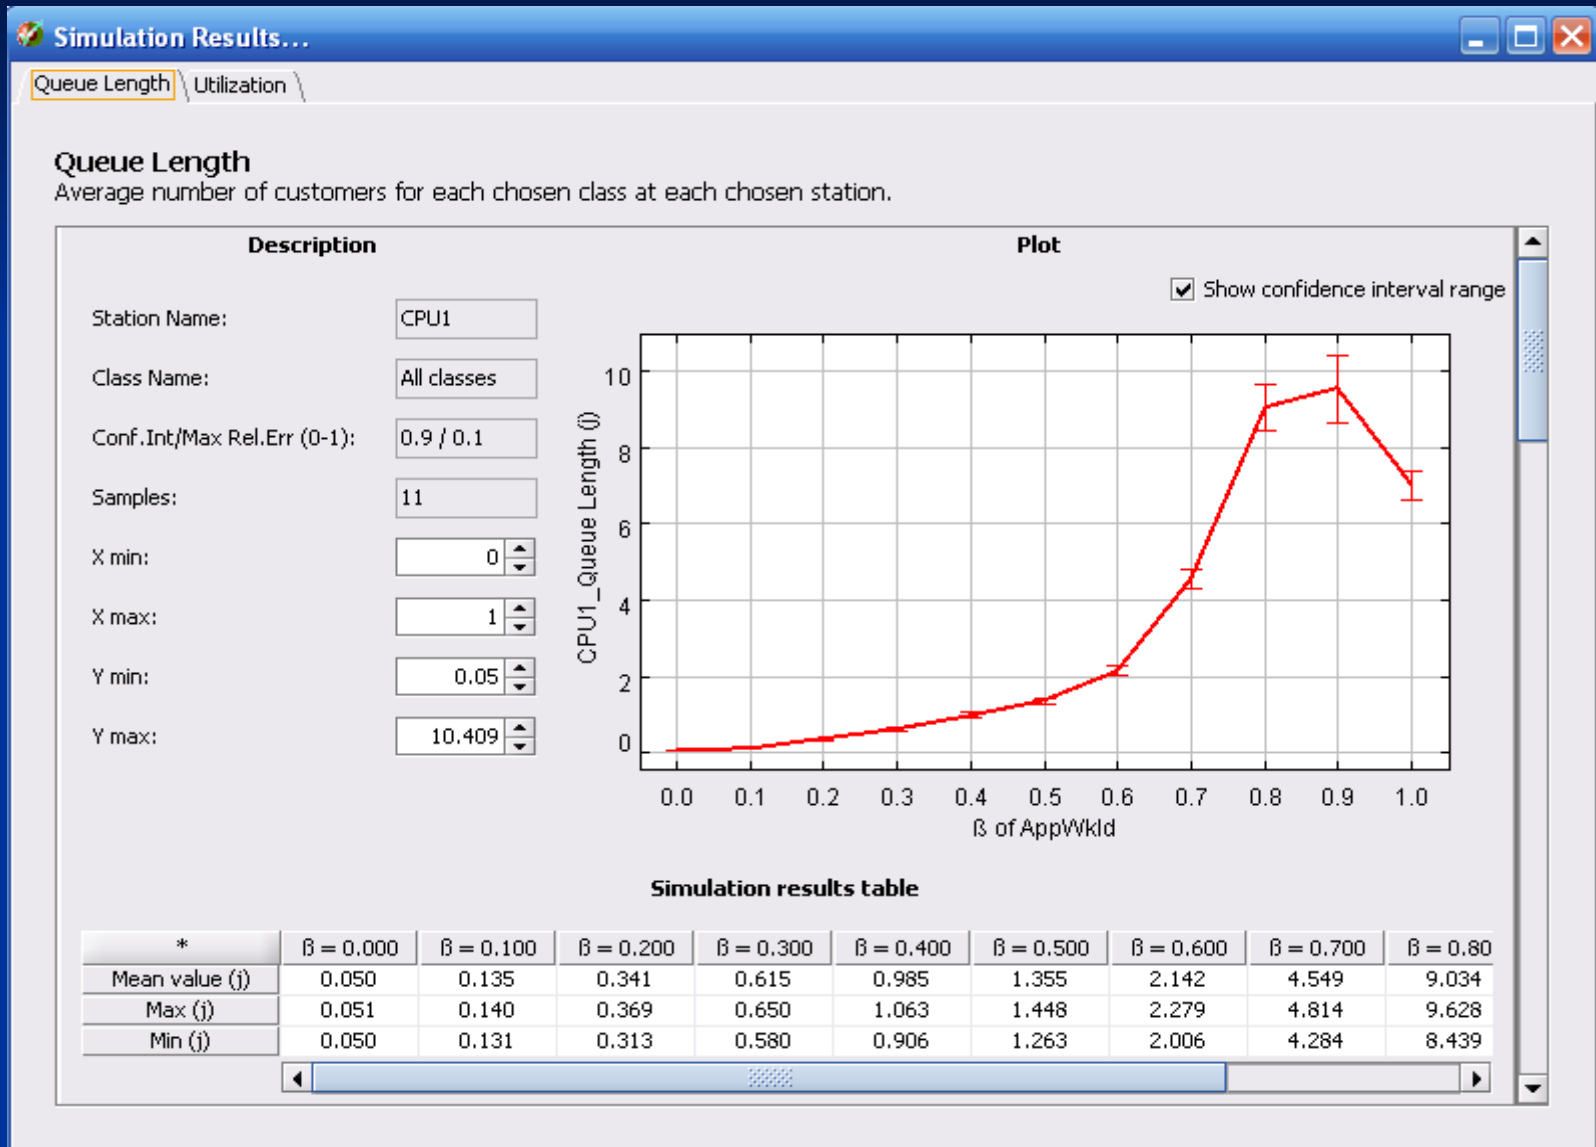 Simulation Results...
Queue Length Utilization
Queue Length
Average number of customers for each chosen class at each chosen station.
Description
Station Name: CPU1
Class Name: All classes
Conf.Int/Max Rel.Err (0-1): 0.9 / 0.1
Samples: 11
X min: 0
X max: 1
Y min: 0.05
Y max: 10.409
Plot
Show confidence interval range
CPU1_Queue Length (j)
10
8
6
4
2
0
0.0 0.1 0.2 0.3 0.4 0.5 0.6 0.7 0.8 0.9 1.0
ß of AppWkld
Simulation results table
* ß = 0.000 ß = 0.100 ß = 0.200 ß = 0.300 ß = 0.400 ß = 0.500 ß = 0.600 ß = 0.700 ß = 0.80
Mean value (j) 0.050 0.135 0.341 0.615 0.985 1.355 2.142 4.549 9.034
Max (j) 0.051 0.140 0.369 0.650 1.063 1.448 2.279 4.814 9.628
Min (j) 0.050 0.131 0.313 0.580 0.906 1.263 2.006 4.284 8.439